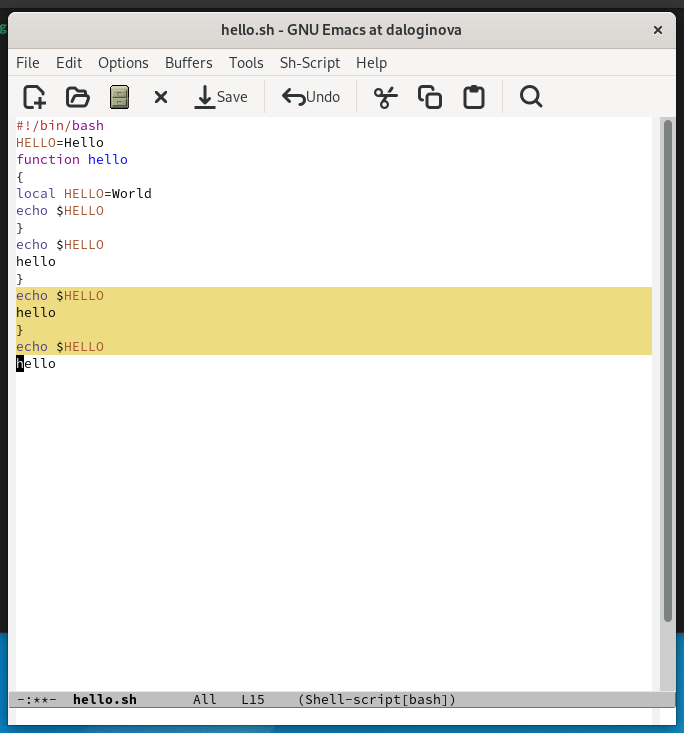 g
hello.sh - GNU Emacs at daloginova
File Edit Options Buffers Tools Sh-Script Help
Save Undo
#!/bin/bash
HELLO=Hello
function hello
{
local HELLO=World
echo $HELLO
}
echo $HELLO
hello
}
echo $HELLO
hello
}
echo $HELLO
hello
-:**- hello.sh All L15 (Shell-script[bash])